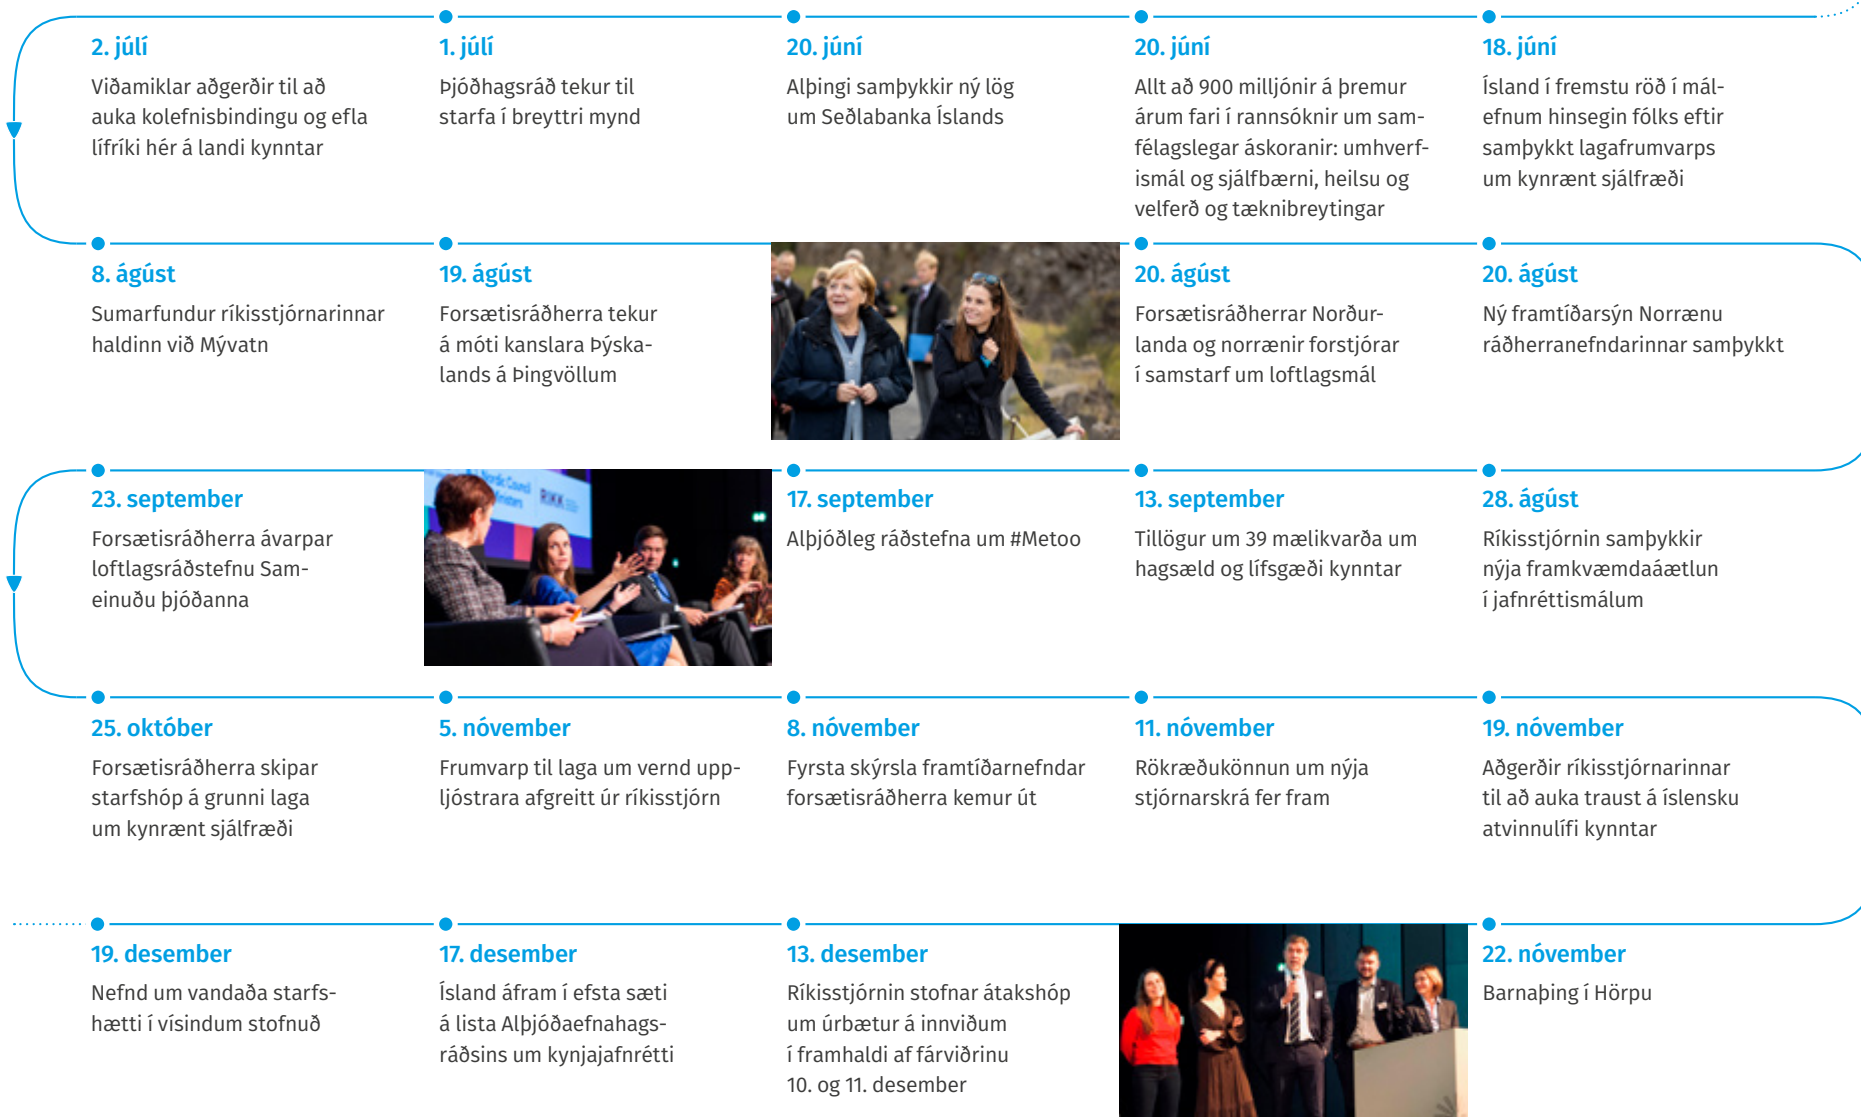 2. júlí
Viðamiklar aðgerðir til að
auka kolefnisbindingu og efla
lífríki hér á landi kynntar
1. júlí
Þjóðhagsráð tekur til
starfa í breyttri mynd
20. júní
Alþingi samþykkir ný lög
um Seðlabanka Íslands
20. júní
Allt að 900 milljónir á þremur
árum fari í rannsóknir um sam-
félagslegar áskoranir: umhverf-
ismál og sjálfbærni, heilsu og
velferð og tæknibreytingar
18. júní
Ísland í fremstu röð í mál-
efnum hinsegin fólks eftir
samþykkt lagafrumvarps
um kynrænt sjálfræði
8. ágúst
Sumarfundur ríkisstjórnarinnar
haldinn við Mývatn
19. ágúst
Forsætisráðherra tekur
á móti kanslara Þýska-
lands á Þingvöllum
20. ágúst
Forsætisráðherrar Norður-
landa og norrænir forstjórar
í samstarf um loftlagsmál
20. ágúst
Ný framtíðarsýn Norrænu
ráðherranefndarinnar samþykkt
23. september
Forsætisráðherra ávarpar
loftlagsráðstefnu Sam-
einuðu þjóðanna
Nordic Council
RIKK
17. september
Alþjóðleg ráðstefna um #Metoo
13. september
Tillögur um 39 mælikvarða um
hagsæld og lífsgæði kynntar
28. ágúst
Ríkisstjórnin samþykkir
nýja framkvæmdaáætlun
í jafnréttismálum
25. október
Forsætisráðherra skipar
starfshóp á grunni laga
um kynrænt sjálfræði
5. nóvember
Frumvarp til laga um vernd upp-
ljóstrara afgreitt úr ríkisstjórn
8. nóvember
Fyrsta skýrsla framtíðarnefndar
forsætisráðherra kemur út
11. nóvember
Rökræðukönnun um nýja
stjórnarskrá fer fram
19. nóvember
Aðgerðir ríkisstjórnarinnar
til að auka traust á íslensku
atvinnulífi kynntar
19. desember
Nefnd um vandaða starfs-
hætti í vísindum stofnuð
17. desember
Ísland áfram í efsta sæti
á lista Alþjóðaefnahags-
ráðsins um kynjajafnrétti
13. desember
Ríkisstjórnin stofnar átakshóp
um úrbætur á innviðum
í framhaldi af fárviðrinu
10. og 11. desember
22. nóvember
Barnaþing í Hörpu